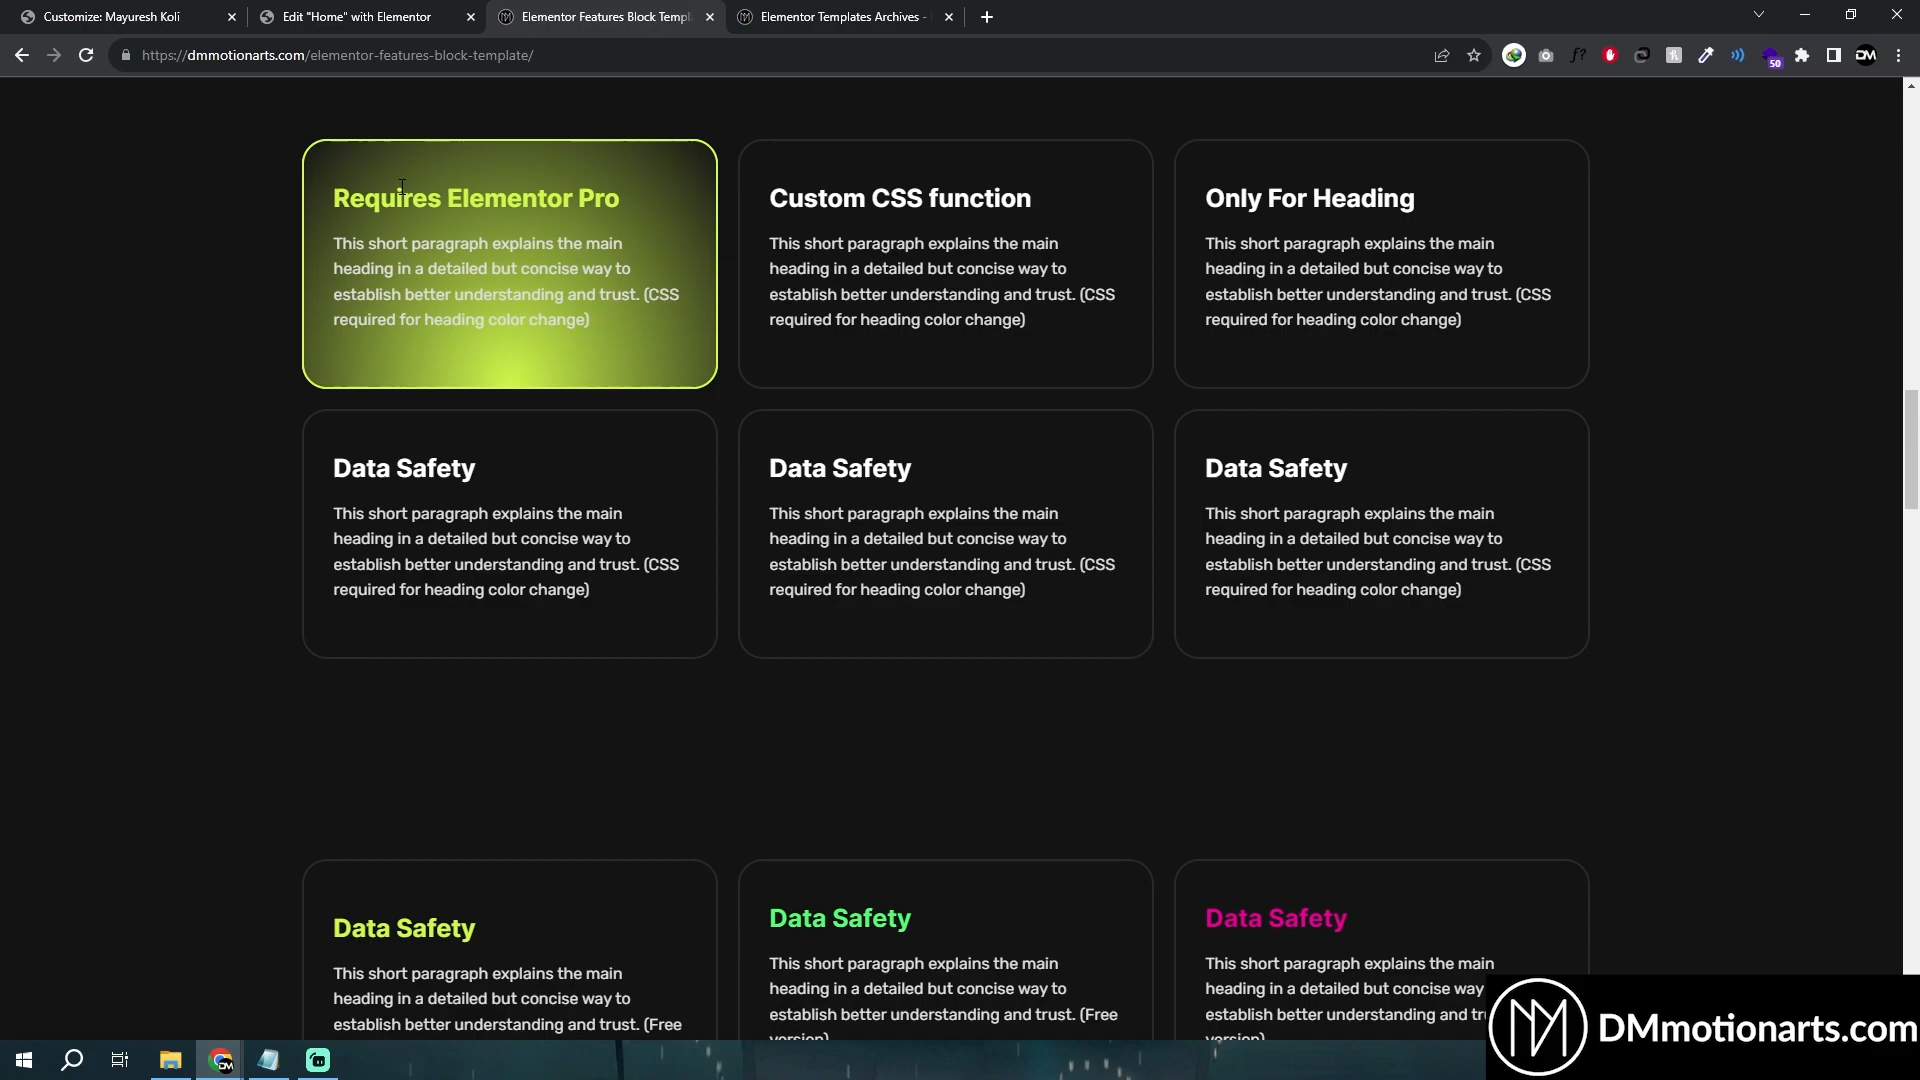 Customize: Mayuresh Koli
Edit "Home" with Elementor
Elementor Features Block Templ
Elementor Templates Archives -
https://dmmotionarts.com/elementor-features-block-template/
50
DM
Requires Elementor Pro
This short paragraph explains the main
heading in a detailed but concise way to
establish better understanding and trust. (CSS
required for heading color change)
Custom CSS function
This short paragraph explains the main
heading in a detailed but concise way to
establish better understanding and trust. (CSS
required for heading color change)
Only For Heading
This short paragraph explains the main
heading in a detailed but concise way to
establish better understanding and trust. (CSS
required for heading color change)
Data Safety
This short paragraph explains the main
heading in a detailed but concise way to
establish better understanding and trust. (CSS
required for heading color change)
Data Safety
This short paragraph explains the main
heading in a detailed but concise way to
establish better understanding and trust. (CSS
required for heading color change)
Data Safety
This short paragraph explains the main
heading in a detailed but concise way to
establish better understanding and trust. (CSS
required for heading color change)
Data Safety
This short paragraph explains the main
heading in a detailed but concise way to
establish better understanding and trust. (Free
Data Safety
This short paragraph explains the main
heading in a detailed but concise way to
establish better understanding and trust. (Free
version)
Data Safety
This short paragraph explains the main
heading in a detailed but concise way
establish better understanding and tru
version)
DMmotionarts.com